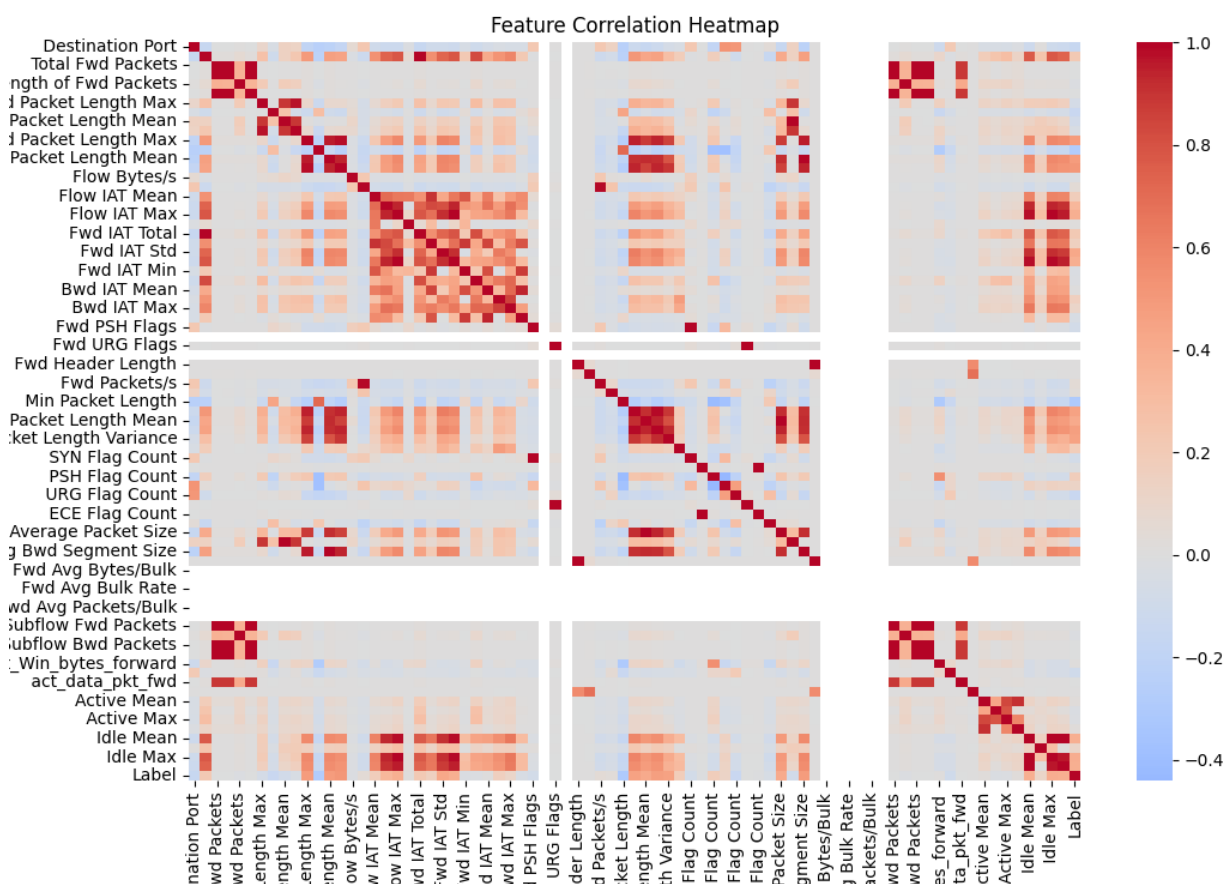 Feature Correlation Heatmap
Destination Port
Total Fwd Packets
ngth of Fwd Packets
d Packet Length Max
Packet Length Mean
d Packet Length Max
Packet Length Mean
Flow Bytes/s
Flow IAT Mean
Flow IAT Max
Fwd IAT Total
Fwd IAT Std
Fwd IAT Min
Bwd IAT Mean
Bwd IAT Max
Fwd PSH Flags
Fwd URG Flags
Fwd Header Length
Fwd Packets/s
Min Packet Length
Packet Length Mean
cket Length Variance
SYN Flag Count
PSH Flag Count
URG Flag Count
ECE Flag Count
Average Packet Size
g Bwd Segment Size
Fwd Avg Bytes/Bulk
Fwd Avg Bulk Rate
wd Avg Packets/Bulk
Subflow Fwd Packets
Subflow Bwd Packets
t_Win_bytes_forward
act_data_pkt_fwd
Active Mean
Active Max
Idle Mean
Idle Max
Label
nation Port
wd Packets
wd Packets
Length Max
ength Mean
Length Max
ength Mean
ow Bytes/s
w IAT Mean
ow IAT Max
d IAT Total
wd IAT Std
wd IAT Min
d IAT Mean
wd IAT Max
d PSH Flags
URG Flags
der Length
d Packets/s
cket Length
ength Mean
th Variance
Flag Count
Flag Count
Flag Count
Flag Count
Packet Size
gment Size
Bytes/Bulk
g Bulk Rate
ackets/Bulk
wd Packets
wd Packets
es_forward
ta_pkt_fwd
ctive Mean
Active Max
Idle Mean
Idle Max
Label
1.0
0.8
0.6
0.4
0.2
0.0
−0.2
−0.4